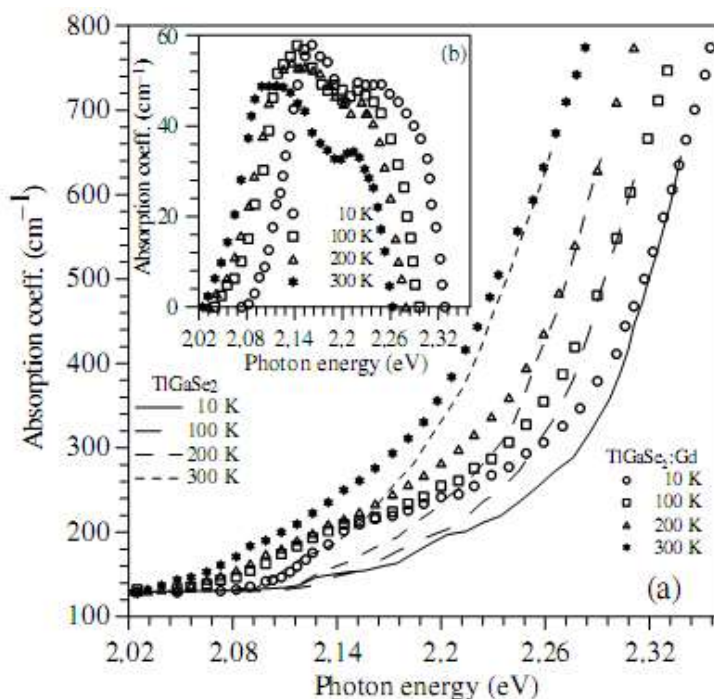 800
700
600
500
400
300
200
100
Absorption coeff. (cm⁻¹)
60
40
20
0
Absorption coeff. (cm⁻¹)
(b)
10 K
100 K
200 K
300 K
2,02 2,08 2,14 2,2 2,26 2,32
Photon energy (eV)
TlGaSe₂
10 K
100 K
200 K
300 K
TlGaSe₂:Gd
10 K
100 K
200 K
300 K
(a)
2,02 2,08 2,14 2,2 2,26 2,32
Photon energy (eV)